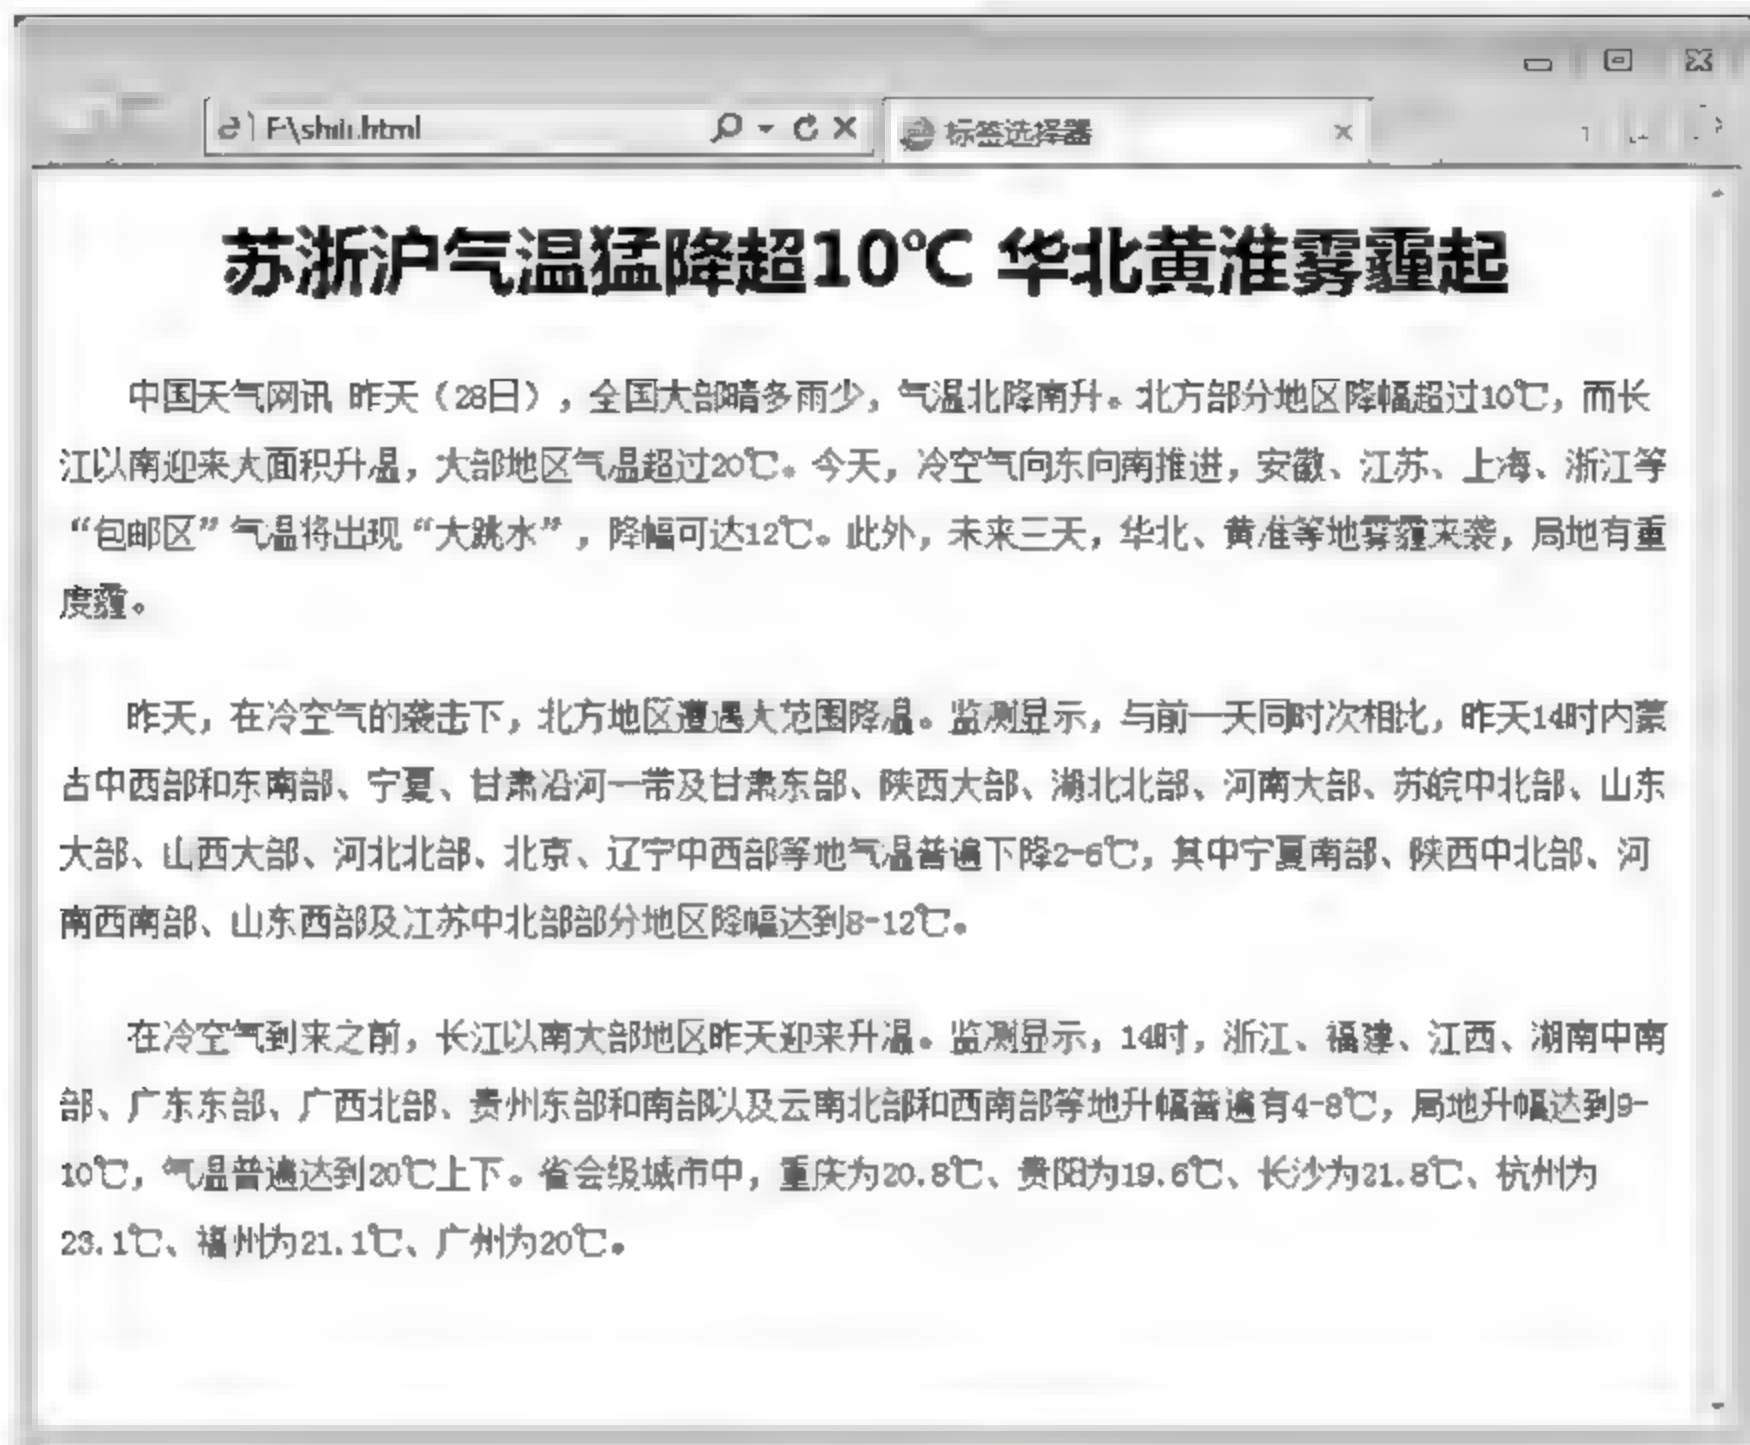 标签选择器
苏浙沪气温猛降超10℃ 华北黄淮雾霾起
中国天气网讯 昨天（28日），全国大部晴多雨少，气温北降南升。北方部分地区降幅超过10℃，而长
江以南迎来大面积升温，大部地区气温超过20℃。今天，冷空气向东向南推进，安徽、江苏、上海、浙江等
“包邮区”气温将出现“大跳水”，降幅可达12℃。此外，未来三天，华北、黄淮等地雾霾来袭，局地有重
度霾。
昨天，在冷空气的袭击下，北方地区遭遇大范围降温。监测显示，与前一天同时次相比，昨天14时内蒙
古中西部和东南部、宁夏、甘肃沿河一带及甘肃东部、陕西大部、湖北北部、河南大部、苏皖中北部、山东
大部、山西大部、河北北部、北京、辽宁中西部等地气温普遍下降2-6℃，其中宁夏南部、陕西中北部、河
南西南部、山东西部及江苏中北部部分地区降幅达到8-12℃。
在冷空气到来之前，长江以南大部地区昨天迎来升温。监测显示，14时，浙江、福建、江西、湖南中南
部、广东东部、广西北部、贵州东部和南部以及云南北部和西南部等地升幅普遍有4-8℃，局地升幅达到9-
10℃，气温普遍达到20℃上下。省会级城市中，重庆为20.8℃、贵阳为19.6℃、长沙为21.8℃、杭州为
23.1℃、福州为21.1℃、广州为20℃。